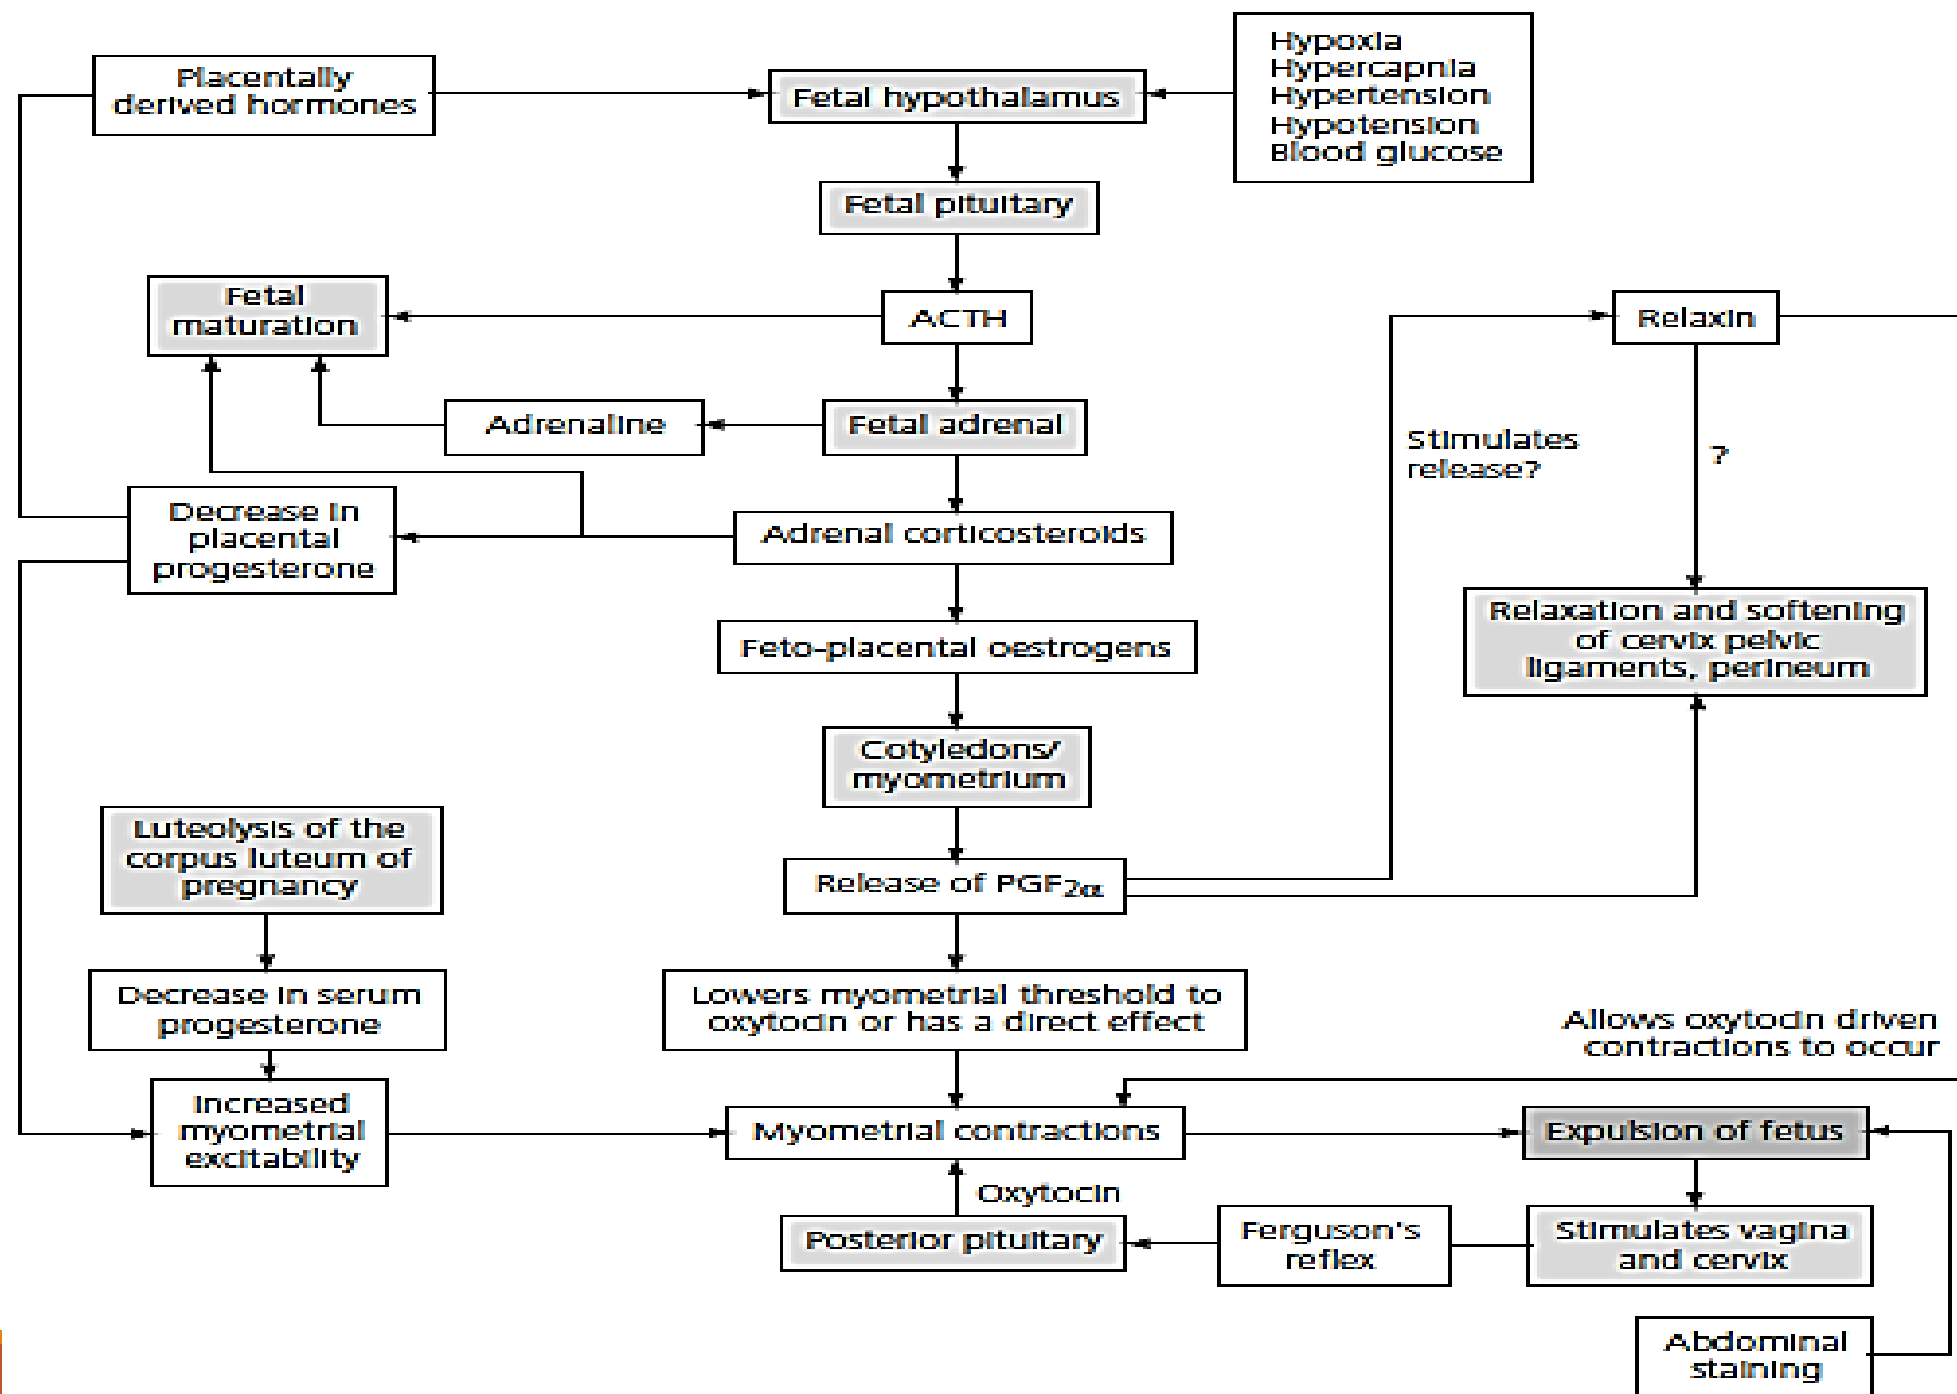 Placentally
derived hormones
Fetal hypothalamus
Hypoxia
Hypercapnia
Hypertension
Hypotension
Blood glucose
Fetal pituitary
Fetal
maturation
ACTH
Relaxin
Adrenaline
Fetal adrenal
Stimulates
release?
?
Decrease in
placental
progesterone
Adrenal corticosteroids
Relaxation and softening
of cervix pelvic
ligaments, perineum
Feto-placental oestrogens
Cotyledons/
myometrium
Luteolysis of the
corpus luteum of
pregnancy
Release of PGF2α
Decrease in serum
progesterone
Lowers myometrial threshold to
oxytocin or has a direct effect
Allows oxytocin driven
contractions to occur
Increased
myometrial
excitability
Myometrial contractions
Expulsion of fetus
Oxytocin
Posterior pituitary
Ferguson's
reflex
Stimulates vagina
and cervix
Abdominal
staining